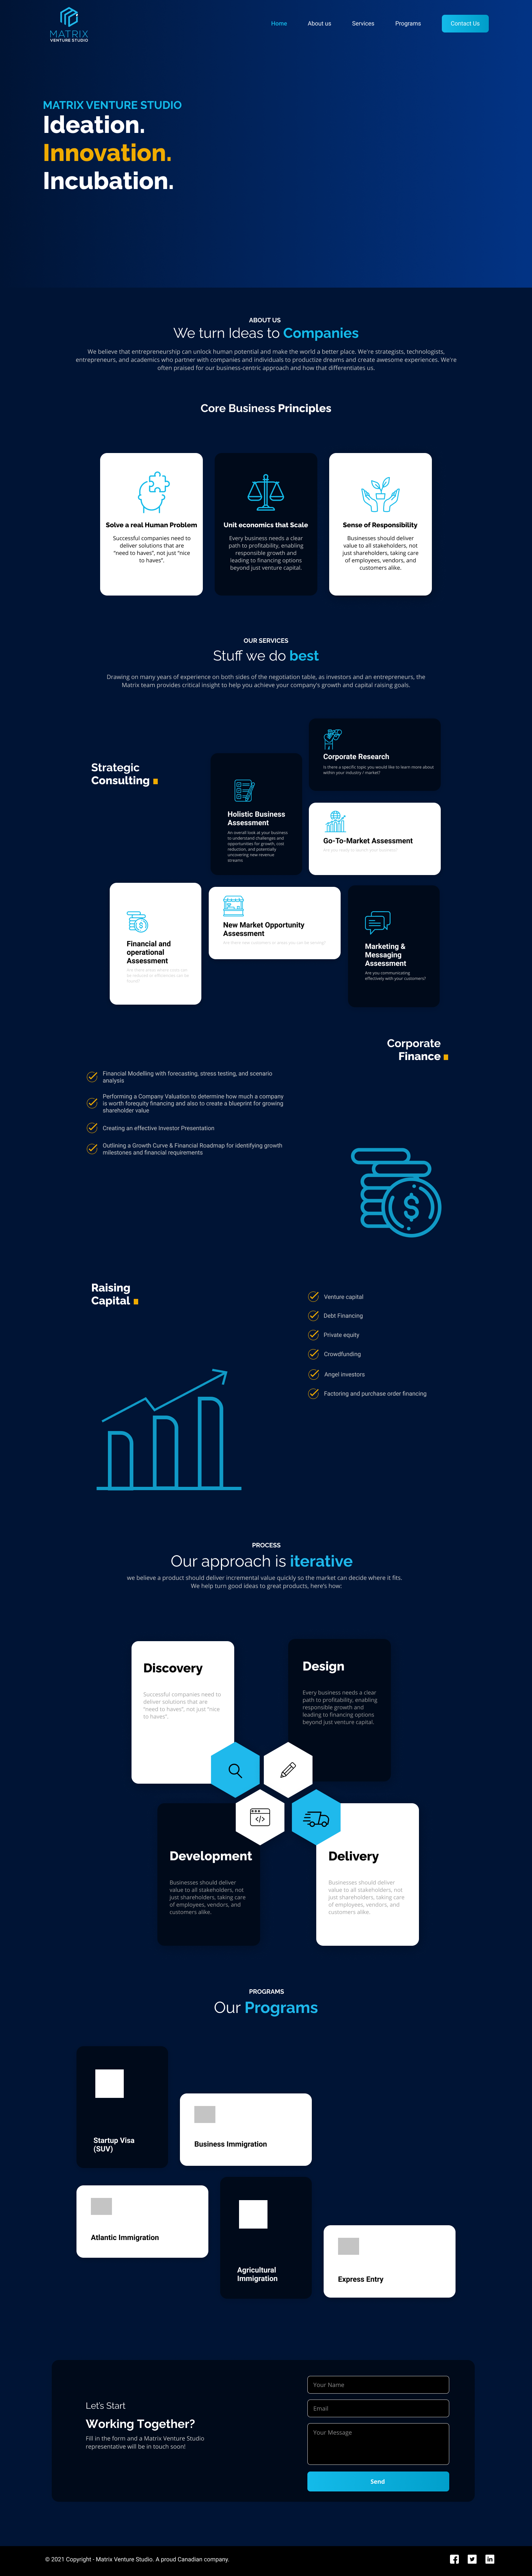 MATRIX
VENTURE STUDIO
Home
About us
Services
Programs
Contact Us
MATRIX VENTURE STUDIO
Ideation.
Innovation.
Incubation.
ABOUT US
We turn Ideas to Companies
We believe that entrepreneurship can unlock human potential and make the world a better place. We're strategists, technologists,
entrepreneurs, and academics who partner with companies and individuals to productize dreams and create awesome experiences. We're
often praised for our business-centric approach and how that differentiates us.
Core Business Principles
Solve a real Human Problem
Successful companies need to
deliver solutions that are
"need to haves", not just "nice
to haves".
Unit economics that Scale
Every business needs a clear
path to profitability, enabling
responsible growth and
leading to financing options
beyond just venture capital.
Sense of Responsibility
Businesses should deliver
value to all stakeholders, not
just shareholders, taking care
of employees, vendors, and
customers alike.
OUR SERVICES
Stuff we do best
Drawing on many years of experience on both sides of the negotiation table, as investors and an entrepreneurs, the
Matrix team provides critical insight to help you achieve your company's growth and capital raising goals.
Strategic
Consulting
Holistic Business
Assessment
An overall look at your business
to understand challenges and
opportunities for growth, cost
reduction, and potentially
uncovering new revenue
streams
Corporate Research
Is there a specific topic you would like to learn more about
within your industry / market?
Go-To-Market Assessment
Financial and
operational
Assessment
New Market Opportunity
Assessment
Are there new customers or areas you can be serving?
Marketing &
Messaging
Assessment
Are you communicating
effectively with your customers?
Corporate
Finance
Financial Modelling with forecasting, stress testing, and scenario
analysis
Performing a Company Valuation to determine how much a company
is worth forequity financing and also to create a blueprint for growing
shareholder value
Creating an effective Investor Presentation
Outlining a Growth Curve & Financial Roadmap for identifying growth
milestones and financial requirements
Raising
Capital
Venture capital
Debt Financing
Private equity
Crowdfunding
Angel investors
Factoring and purchase order financing
PROCESS
Our approach is iterative
we believe a product should deliver incremental value quickly so the market can decide where it fits.
We help turn good ideas to great products, here's how:
Discovery
Successful companies need to
deliver solutions that are
"need to haves", not just "nice
to haves".
Design
Every business needs a clear
path to profitability, enabling
responsible growth and
leading to financing options
beyond just venture capital.
Development
Businesses should deliver
value to all stakeholders, not
just shareholders, taking care
of employees, vendors, and
customers alike.
Delivery
Businesses should deliver
value to all stakeholders, not
just shareholders, taking care
of employees, vendors, and
customers alike.
PROGRAMS
Our Programs
Startup Visa
(SUV)
Business Immigration
Atlantic Immigration
Agricultural
Immigration
Express Entry
Let's Start
Working Together?
Fill in the form and a Matrix Venture Studio
representative will be in touch soon!
Your Name
Email
Your Message
Send
© 2021 Copyright - Matrix Venture Studio. A proud Canadian company.